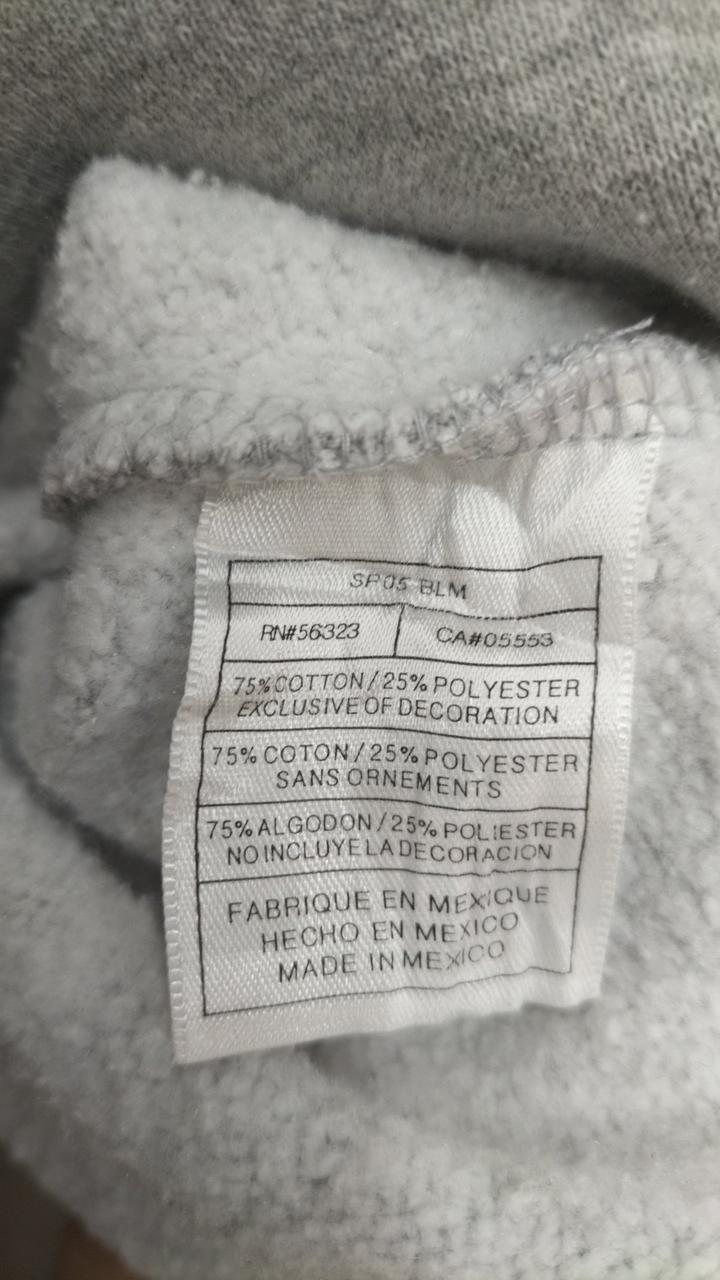 SP05 BLM
RN#56323 CA#05553
75% COTTON / 25% POLYESTER
EXCLUSIVE OF DECORATION
75% COTON / 25% POLYESTER
SANS ORNEMENTS
75% ALGODON / 25% POLIESTER
NO INCLUYE LA DECORACION
FABRIQUE EN MEXIQUE
HECHO EN MEXICO
MADE IN MEXICO